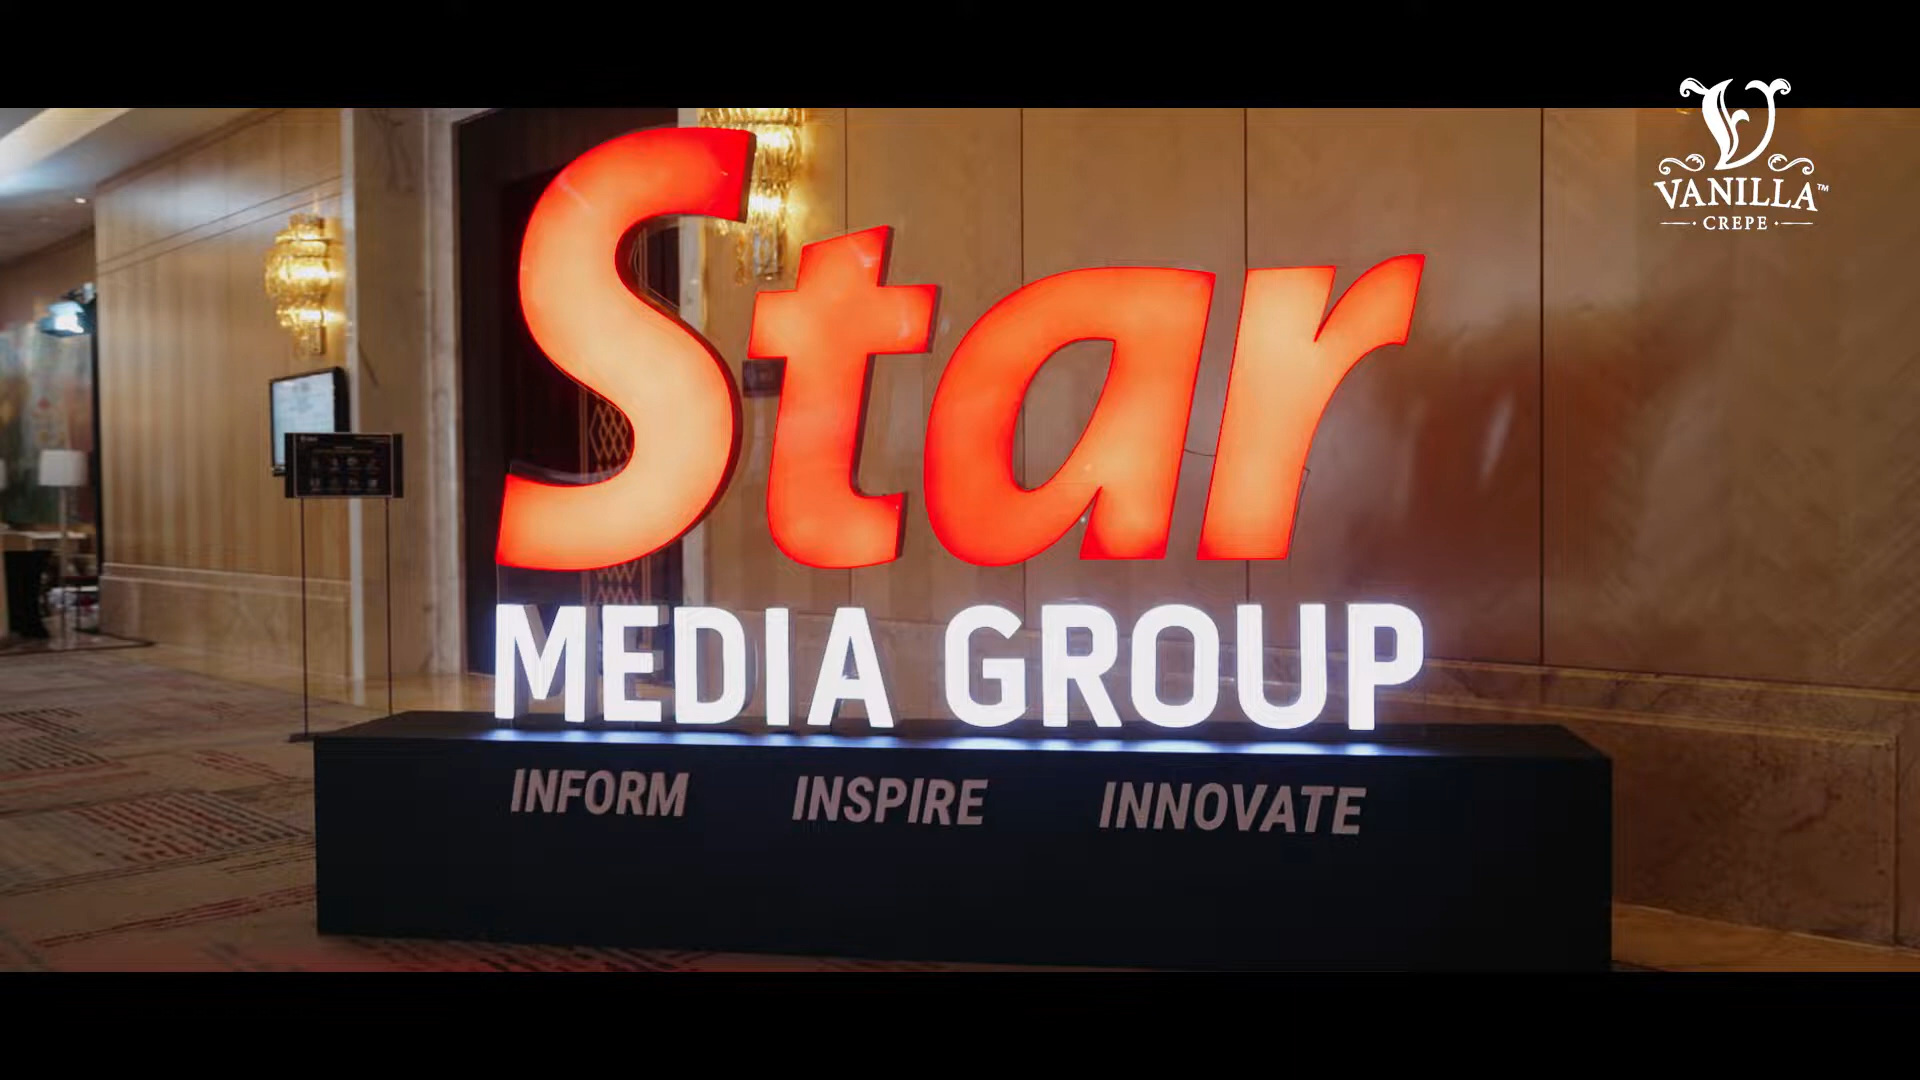 VANILLA™
CREPE
Star
MEDIA GROUP
INFORM INSPIRE INNOVATE